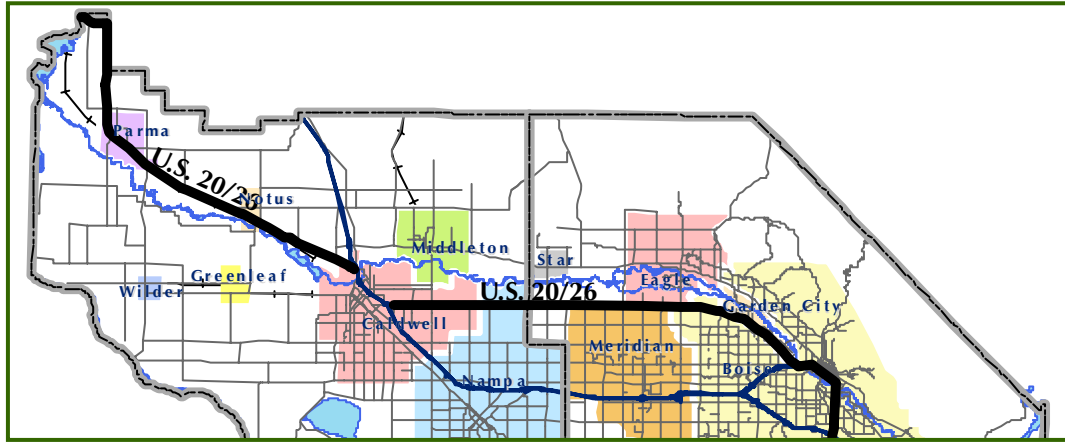 Parma
U.S. 20/26
Notus
Middleton
Star
Greenleaf
Wilder
U.S. 20/26
Eagle
Garden City
Caldwell
Meridian
Boise
Nampa